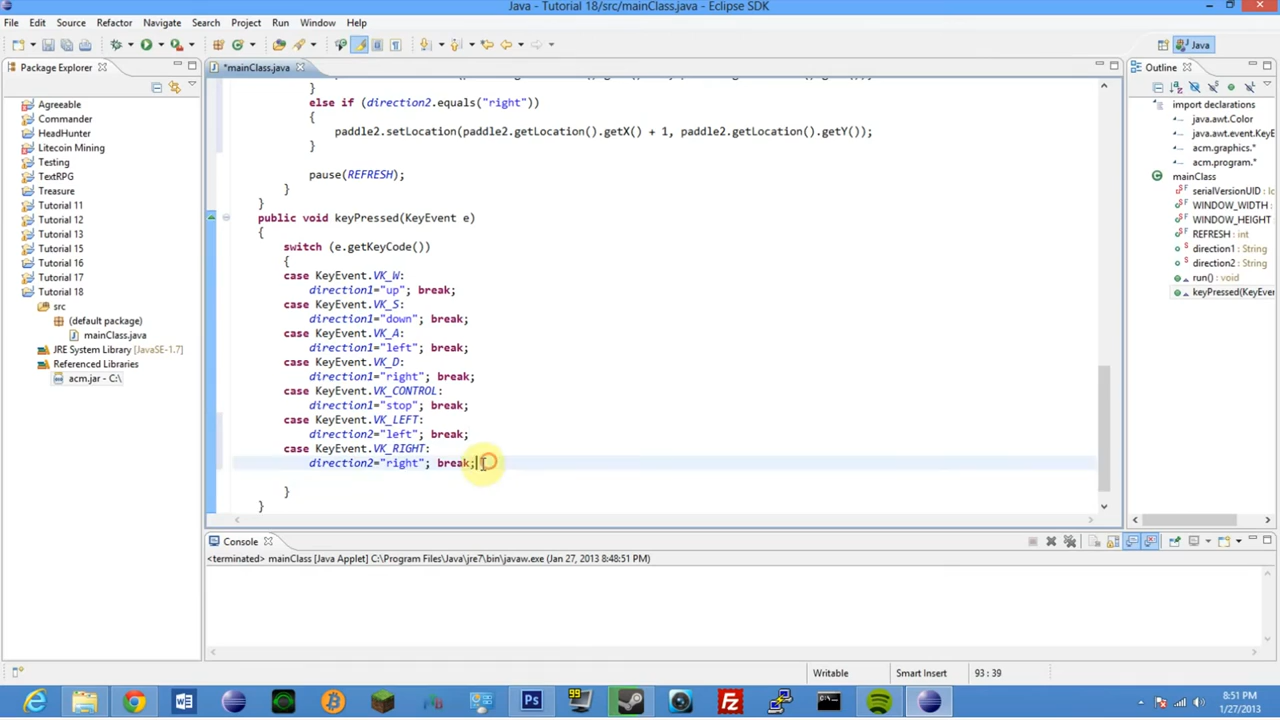 Java - Tutorial 18/src/mainClass.java - Eclipse SDK
File Edit Source Refactor Navigate Search Project Run Window Help
Java
Package Explorer
Agreeable
Commander
HeadHunter
Litecoin Mining
Testing
TextRPG
Treasure
Tutorial 11
Tutorial 12
Tutorial 13
Tutorial 15
Tutorial 16
Tutorial 17
Tutorial 18
src
(default package)
mainClass.java
JRE System Library [JavaSE-1.7]
Referenced Libraries
acm.jar - C:\
*mainClass.java
}
else if (direction2.equals("right"))
{
paddle2.setLocation(paddle2.getLocation().getX() + 1, paddle2.getLocation().getY());
}
pause(REFRESH);
}
}
public void keyPressed(KeyEvent e)
{
switch (e.getKeyCode())
{
case KeyEvent.VK_W:
direction1="up"; break;
case KeyEvent.VK_S:
direction1="down"; break;
case KeyEvent.VK_A:
direction1="left"; break;
case KeyEvent.VK_D:
direction1="right"; break;
case KeyEvent.VK_CONTROL:
direction1="stop"; break;
case KeyEvent.VK_LEFT:
direction2="left"; break;
case KeyEvent.VK_RIGHT:
direction2="right"; break;
}
}
Outline
import declarations
java.awt.Color
java.awt.event.KeyE
acm.graphics.*
acm.program.*
mainClass
serialVersionUID : lo
WINDOW_WIDTH :
WINDOW_HEIGHT
REFRESH : int
direction1 : String
direction2 : String
run() : void
keyPressed(KeyEver
Console
<terminated> mainClass [Java Applet] C:\Program Files\Java\jre7\bin\javaw.exe (Jan 27, 2013 8:48:51 PM)
Writable Smart Insert 93 : 39
99
8:51 PM
1/27/2013